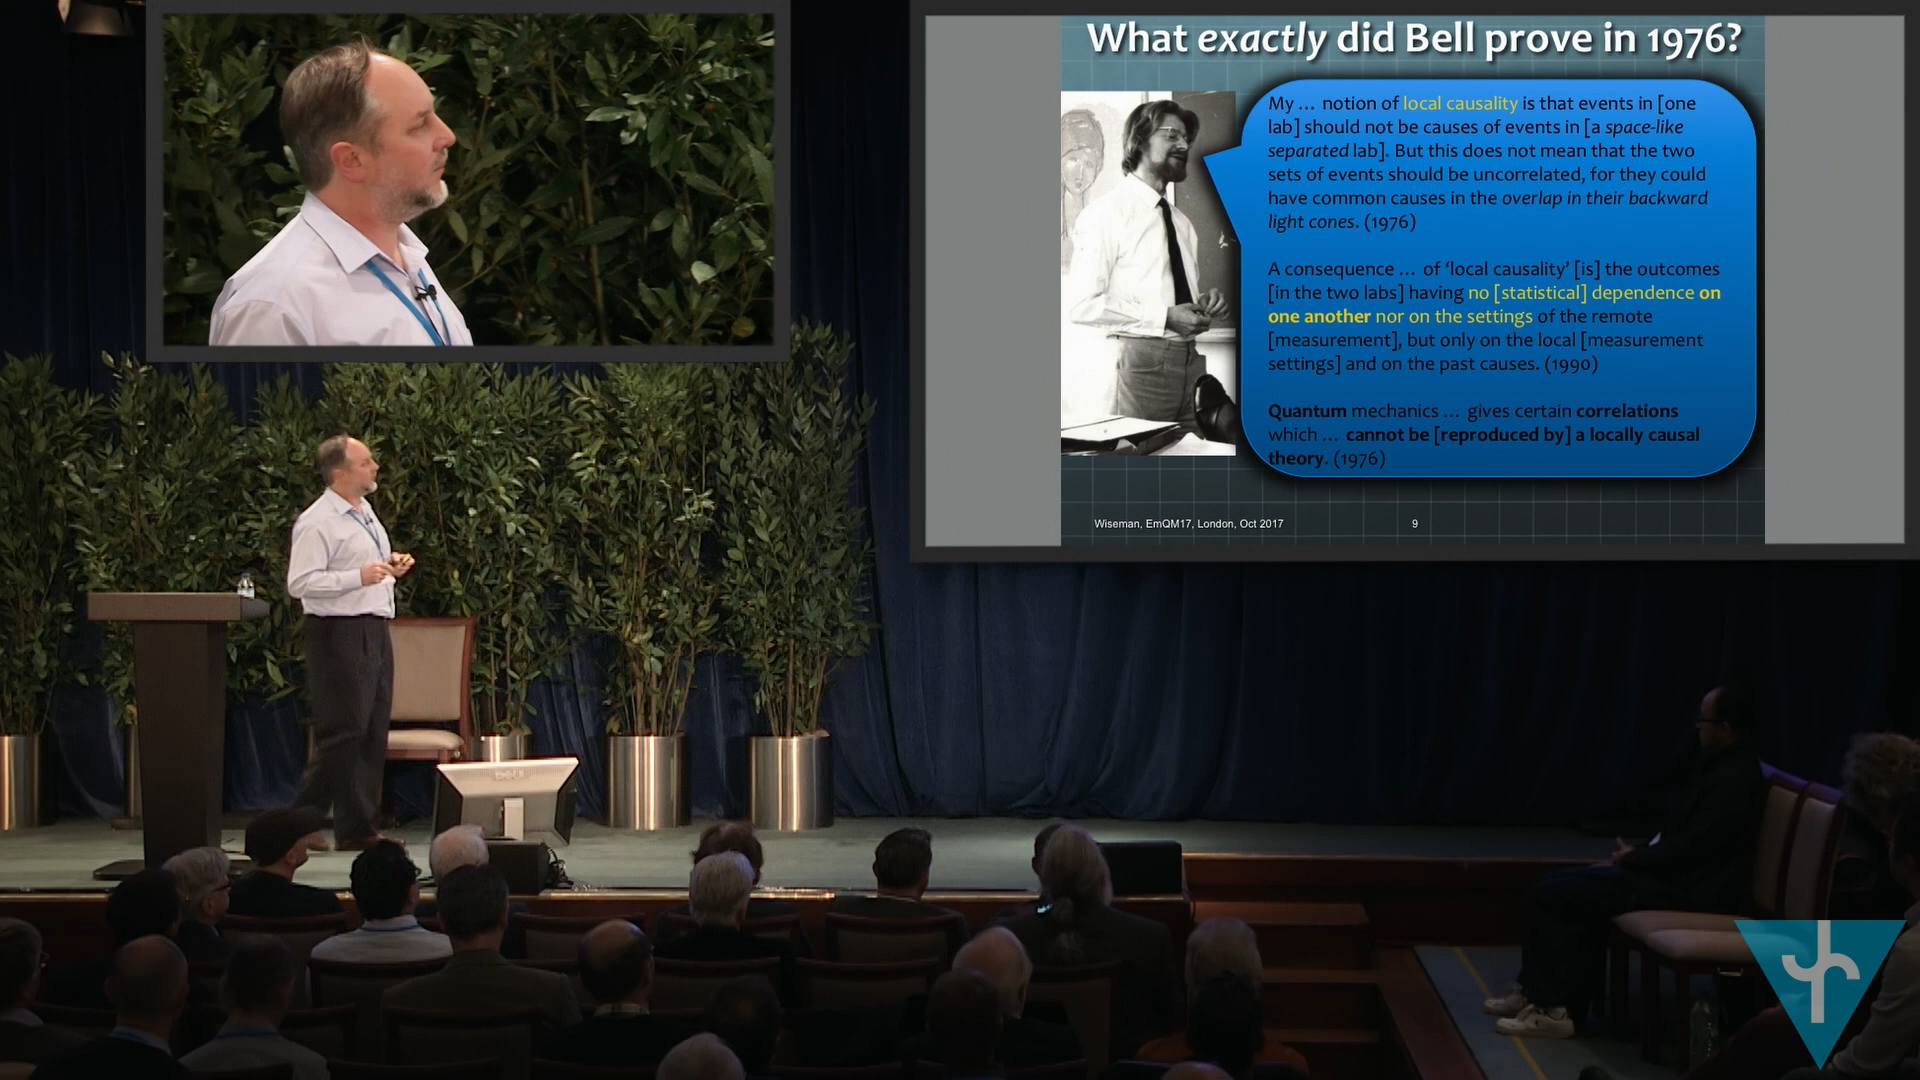 What exactly did Bell prove in 1976?
My ... notion of local causality is that events in [one
lab] should not be causes of events in [a space-like
separated lab]. But this does not mean that the two
sets of events should be uncorrelated, for they could
have common causes in the overlap in their backward
light cones. (1976)
A consequence ... of ‘local causality’ [is] the outcomes
[in the two labs] having no [statistical] dependence on
one another nor on the settings of the remote
[measurement], but only on the local [measurement
settings] and on the past causes. (1990)
Quantum mechanics ... gives certain correlations
which ... cannot be [reproduced by] a locally causal
theory. (1976)
Wiseman, EmQM17, London, Oct 2017
9
DELL